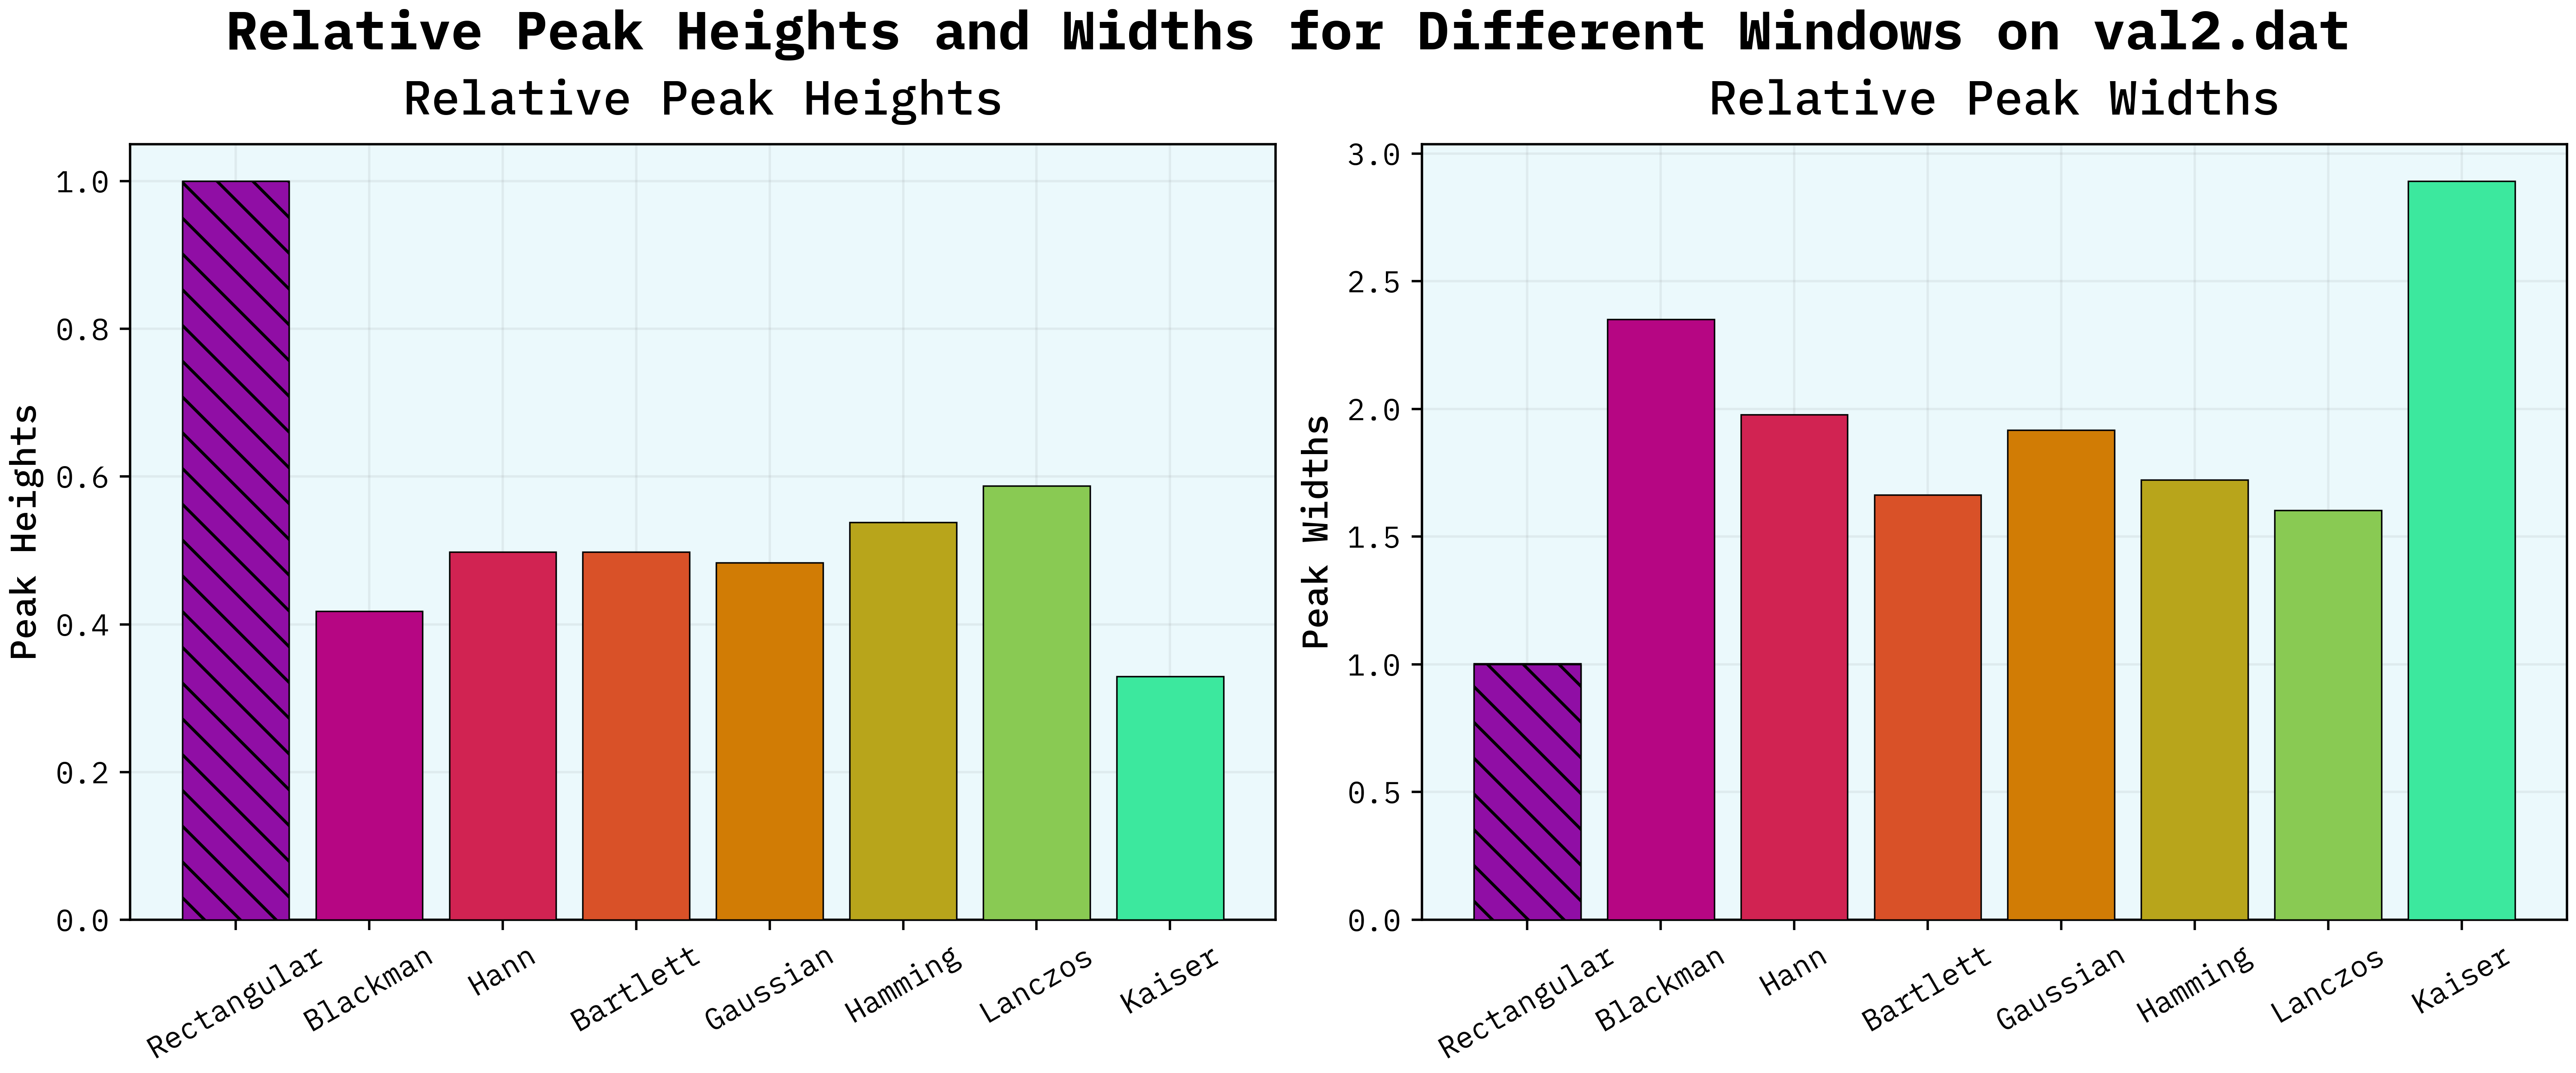 Relative Peak Heights and Widths for Different Windows on val2.dat
Relative Peak Heights
Peak Heights
1.0
0.8
0.6
0.4
0.2
0.0
Rectangular
Blackman
Hann
Bartlett
Gaussian
Hamming
Lanczos
Kaiser
Relative Peak Widths
Peak Widths
3.0
2.5
2.0
1.5
1.0
0.5
0.0
Rectangular
Blackman
Hann
Bartlett
Gaussian
Hamming
Lanczos
Kaiser